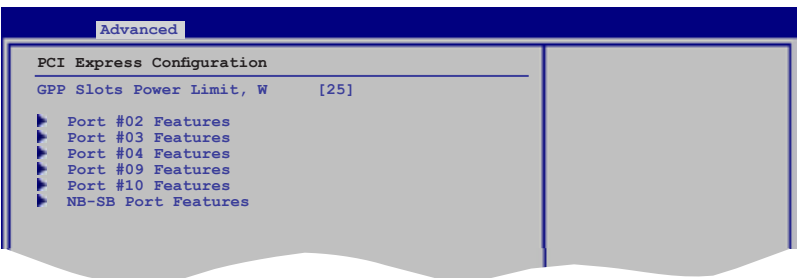 Advanced
PCI Express Configuration
GPP Slots Power Limit, W [25]
Port #02 Features
Port #03 Features
Port #04 Features
Port #09 Features
Port #10 Features
NB-SB Port Features